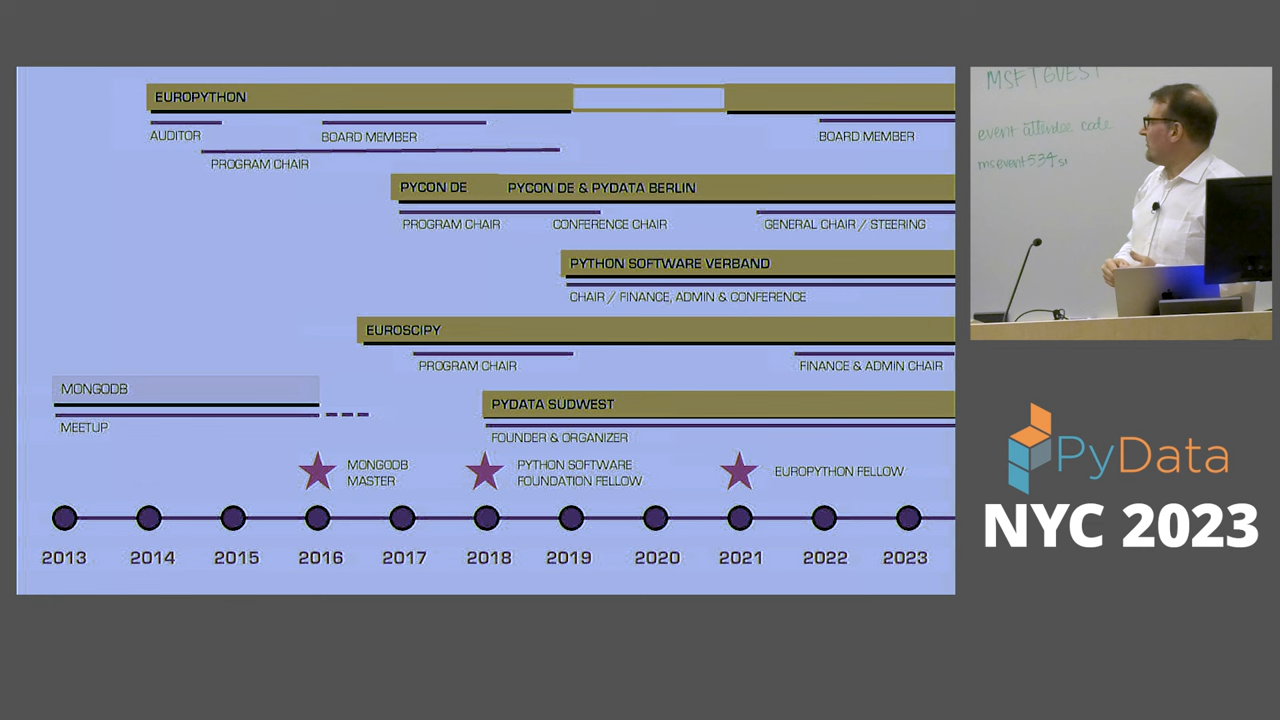 EUROPYTHON
AUDITOR
BOARD MEMBER
BOARD MEMBER
PROGRAM CHAIR
PYCON DE
PYCON DE & PYDATA BERLIN
PROGRAM CHAIR
CONFERENCE CHAIR
GENERAL CHAIR / STEERING
PYTHON SOFTWARE VERBAND
CHAIR / FINANCE, ADMIN & CONFERENCE
EUROSCIPY
PROGRAM CHAIR
FINANCE & ADMIN CHAIR
MONGODB
MEETUP
PYDATA SUDWEST
FOUNDER & ORGANIZER
MONGODB
MASTER
PYTHON SOFTWARE
FOUNDATION FELLOW
EUROPYTHON FELLOW
2013 2014 2015 2016 2017 2018 2019 2020 2021 2022 2023
MSFTGUEST
event attendee code
msevent534si
PyData
NYC 2023